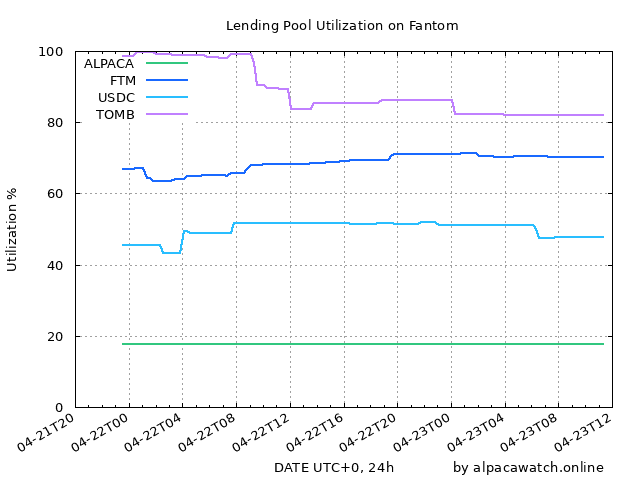 Lending Pool Utilization on Fantom
100
80
60
40
20
0
Utilization %
ALPACA
FTM
USDC
TOMB
04-21T20
04-22T00
04-22T04
04-22T08
04-22T12
04-22T16
04-22T20
04-23T00
04-23T04
04-23T08
04-23T12
DATE UTC+0, 24h
by alpacawatch.online